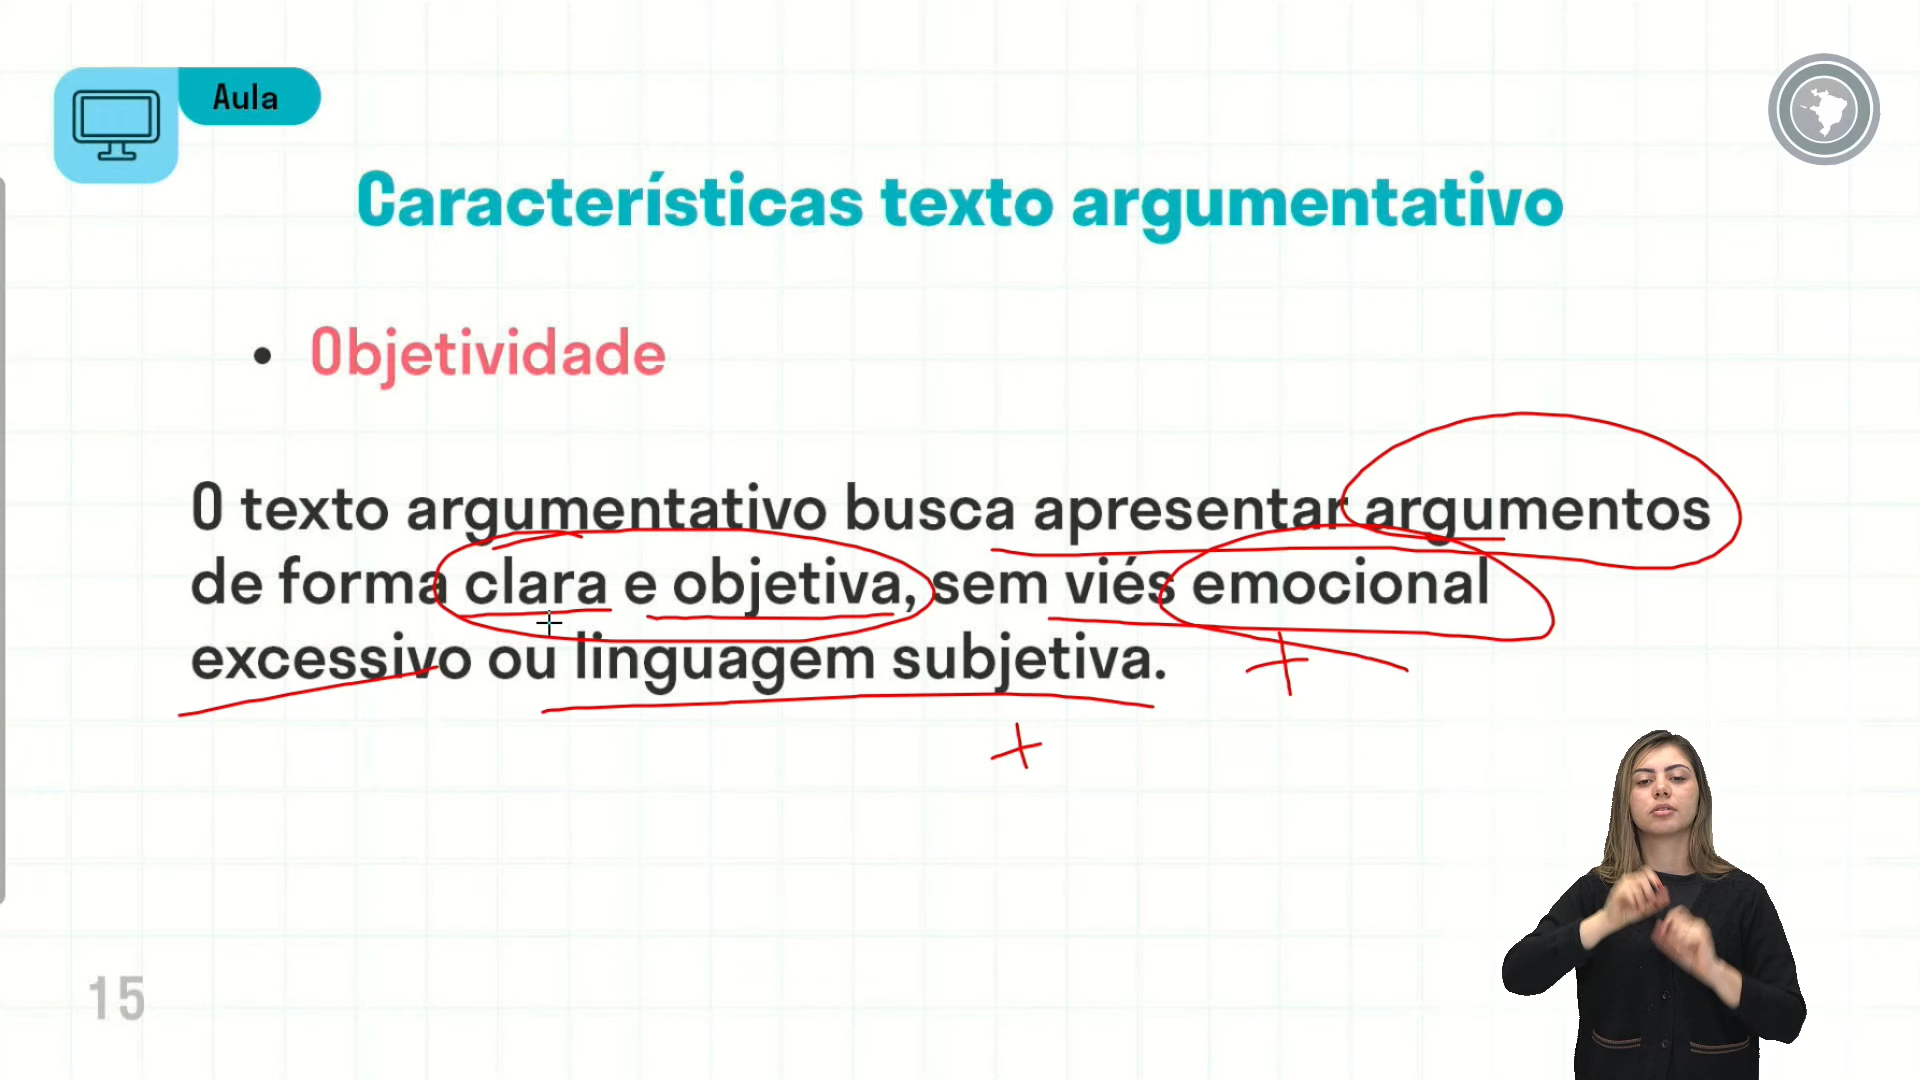 Aula
Características texto argumentativo
• Objetividade
O texto argumentativo busca apresentar argumentos
de forma clara e objetiva, sem viés emocional
excessivo ou linguagem subjetiva.
15